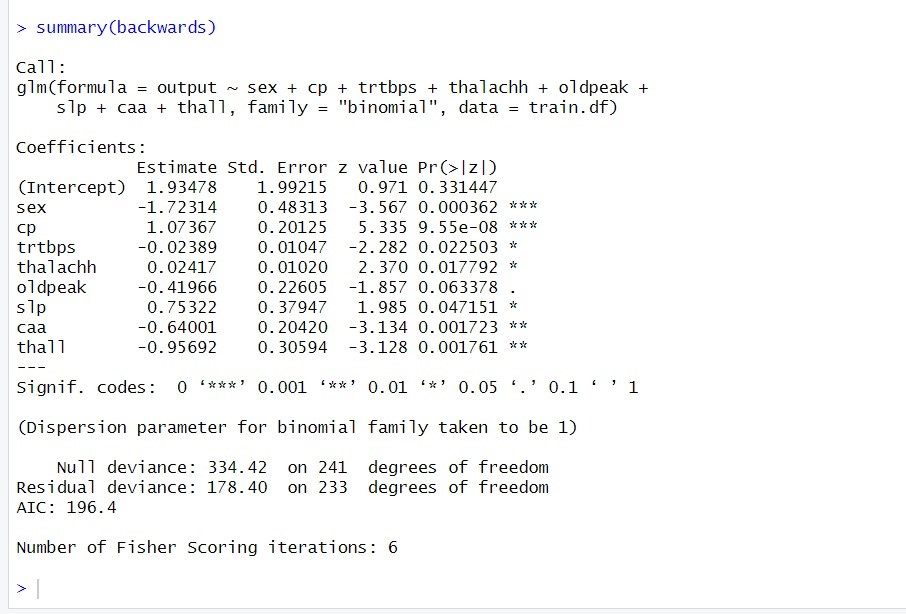 > summary(backwards)
Call:
glm(formula = output ~ sex + cp + trtbps + thalachh + oldpeak +
    slp + caa + thall, family = "binomial", data = train.df)
Coefficients:
            Estimate Std. Error z value Pr(>|z|)
(Intercept)  1.93478    1.99215   0.971 0.331447
sex         -1.72314    0.48313  -3.567 0.000362 ***
cp           1.07367    0.20125   5.335 9.55e-08 ***
trtbps      -0.02389    0.01047  -2.282 0.022503 *
thalachh     0.02417    0.01020   2.370 0.017792 *
oldpeak     -0.41966    0.22605  -1.857 0.063378 .
slp          0.75322    0.37947   1.985 0.047151 *
caa         -0.64001    0.20420  -3.134 0.001723 **
thall       -0.95692    0.30594  -3.128 0.001761 **
---
Signif. codes:  0 ‘***’ 0.001 ‘**’ 0.01 ‘*’ 0.05 ‘.’ 0.1 ‘ ’ 1
(Dispersion parameter for binomial family taken to be 1)
    Null deviance: 334.42  on 241  degrees of freedom
Residual deviance: 178.40  on 233  degrees of freedom
AIC: 196.4
Number of Fisher Scoring iterations: 6
>